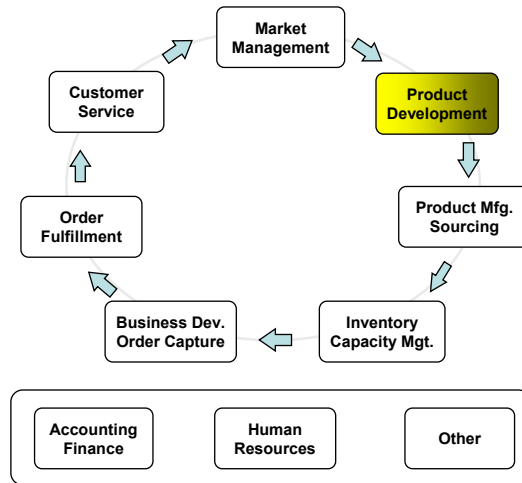 Market
Management
Product
Development
Product Mfg.
Sourcing
Inventory
Capacity Mgt.
Business Dev.
Order Capture
Order
Fulfillment
Customer
Service
Accounting
Finance
Human
Resources
Other